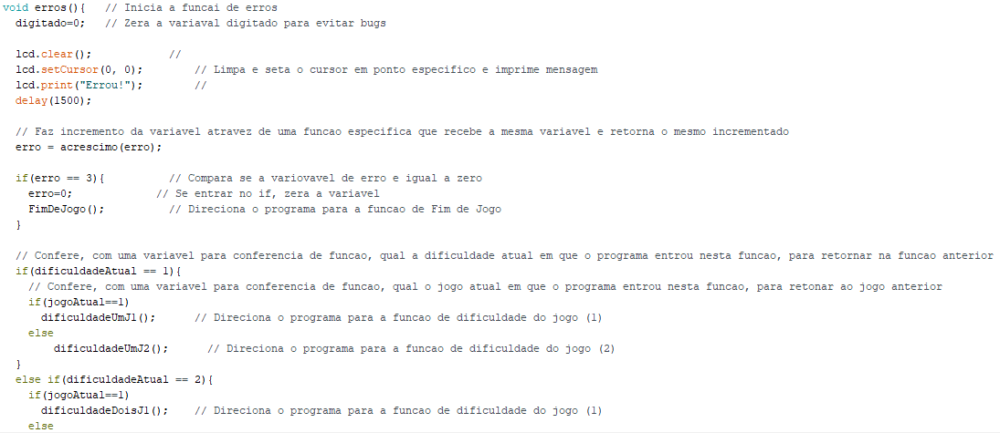 void erros(){   // Inicia a funcai de erros
  digitado=0;   // Zera a variaval digitado para evitar bugs
  lcd.clear();            //
  lcd.setCursor(0, 0);        // Limpa e seta o cursor em ponto especifico e imprime mensagem
  lcd.print("Errou!");        //
  delay(1500);
  // Faz incremento da variavel atravez de uma funcao especifica que recebe a mesma variavel e retorna o mesmo incrementado
  erro = acrescimo(erro);
  if(erro == 3){          // Compara se a variovavel de erro e igual a zero
    erro=0;             // Se entrar no if, zera a variavel
    FimDeJogo();          // Direciona o programa para a funcao de Fim de Jogo
  }
  // Confere, com uma variavel para conferencia de funcao, qual a dificuldade atual em que o programa entrou nesta funcao, para retornar na funcao anterior
  if(dificuldadeAtual == 1){
    // Confere, com uma variavel para conferencia de funcao, qual o jogo atual em que o programa entrou nesta funcao, para retonar ao jogo anterior
    if(jogoAtual==1)
      dificuldadeUmJ1();      // Direciona o programa para a funcao de dificuldade do jogo (1)
    else
        dificuldadeUmJ2();      // Direciona o programa para a funcao de dificuldade do jogo (2)
  }
  else if(dificuldadeAtual == 2){
    if(jogoAtual==1)
      dificuldadeDoisJ1();    // Direciona o programa para a funcao de dificuldade do jogo (1)
    else